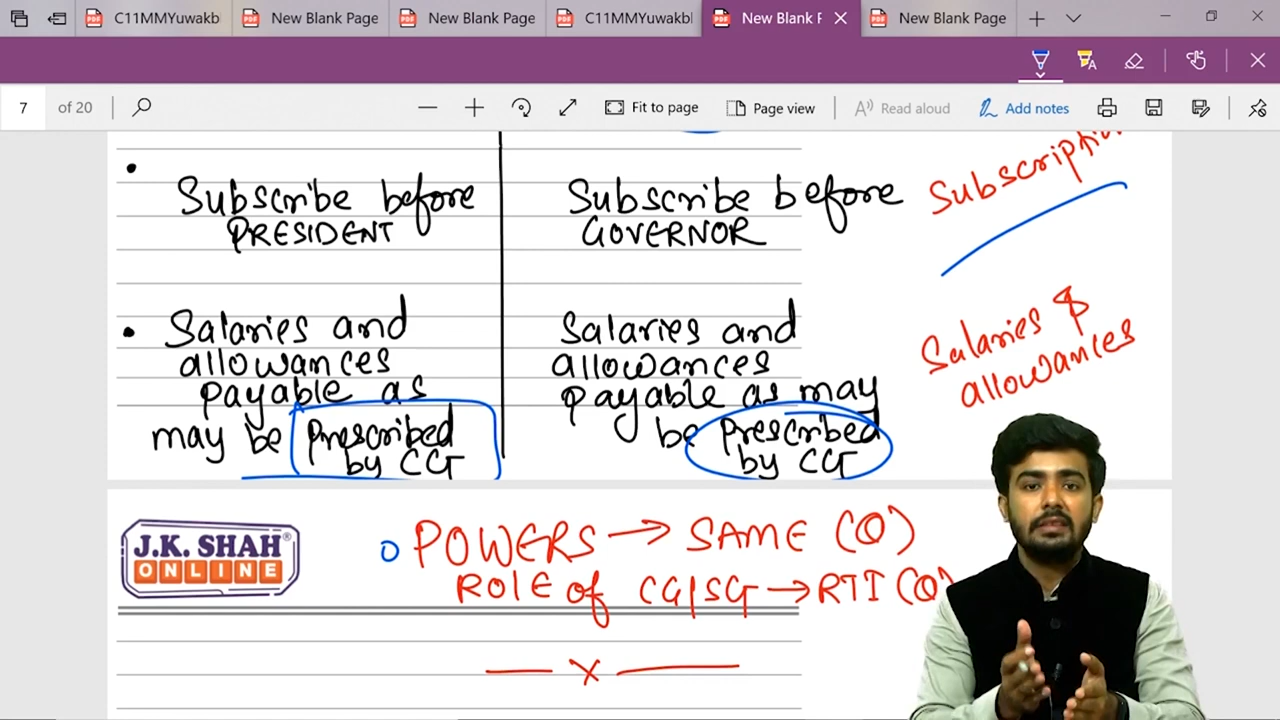 C11MMYuwakb
New Blank Page
New Blank Page
C11MMYuwakb
New Blank P
New Blank Page
7 of 20
Fit to page
Page view
Read aloud
Add notes
Subscribe before
PRESIDENT
Subscribe before
GOVERNOR
Subscription
Salaries and
allowances
payable as
may be prescribed
by CG
Salaries and
allowances
payable as may
be prescribed
by CG
Salaries &
allowances
J.K. SHAH®
ONLINE
POWERS → SAME (Q)
ROLE of CG/SG → RTI (Q)
— X —